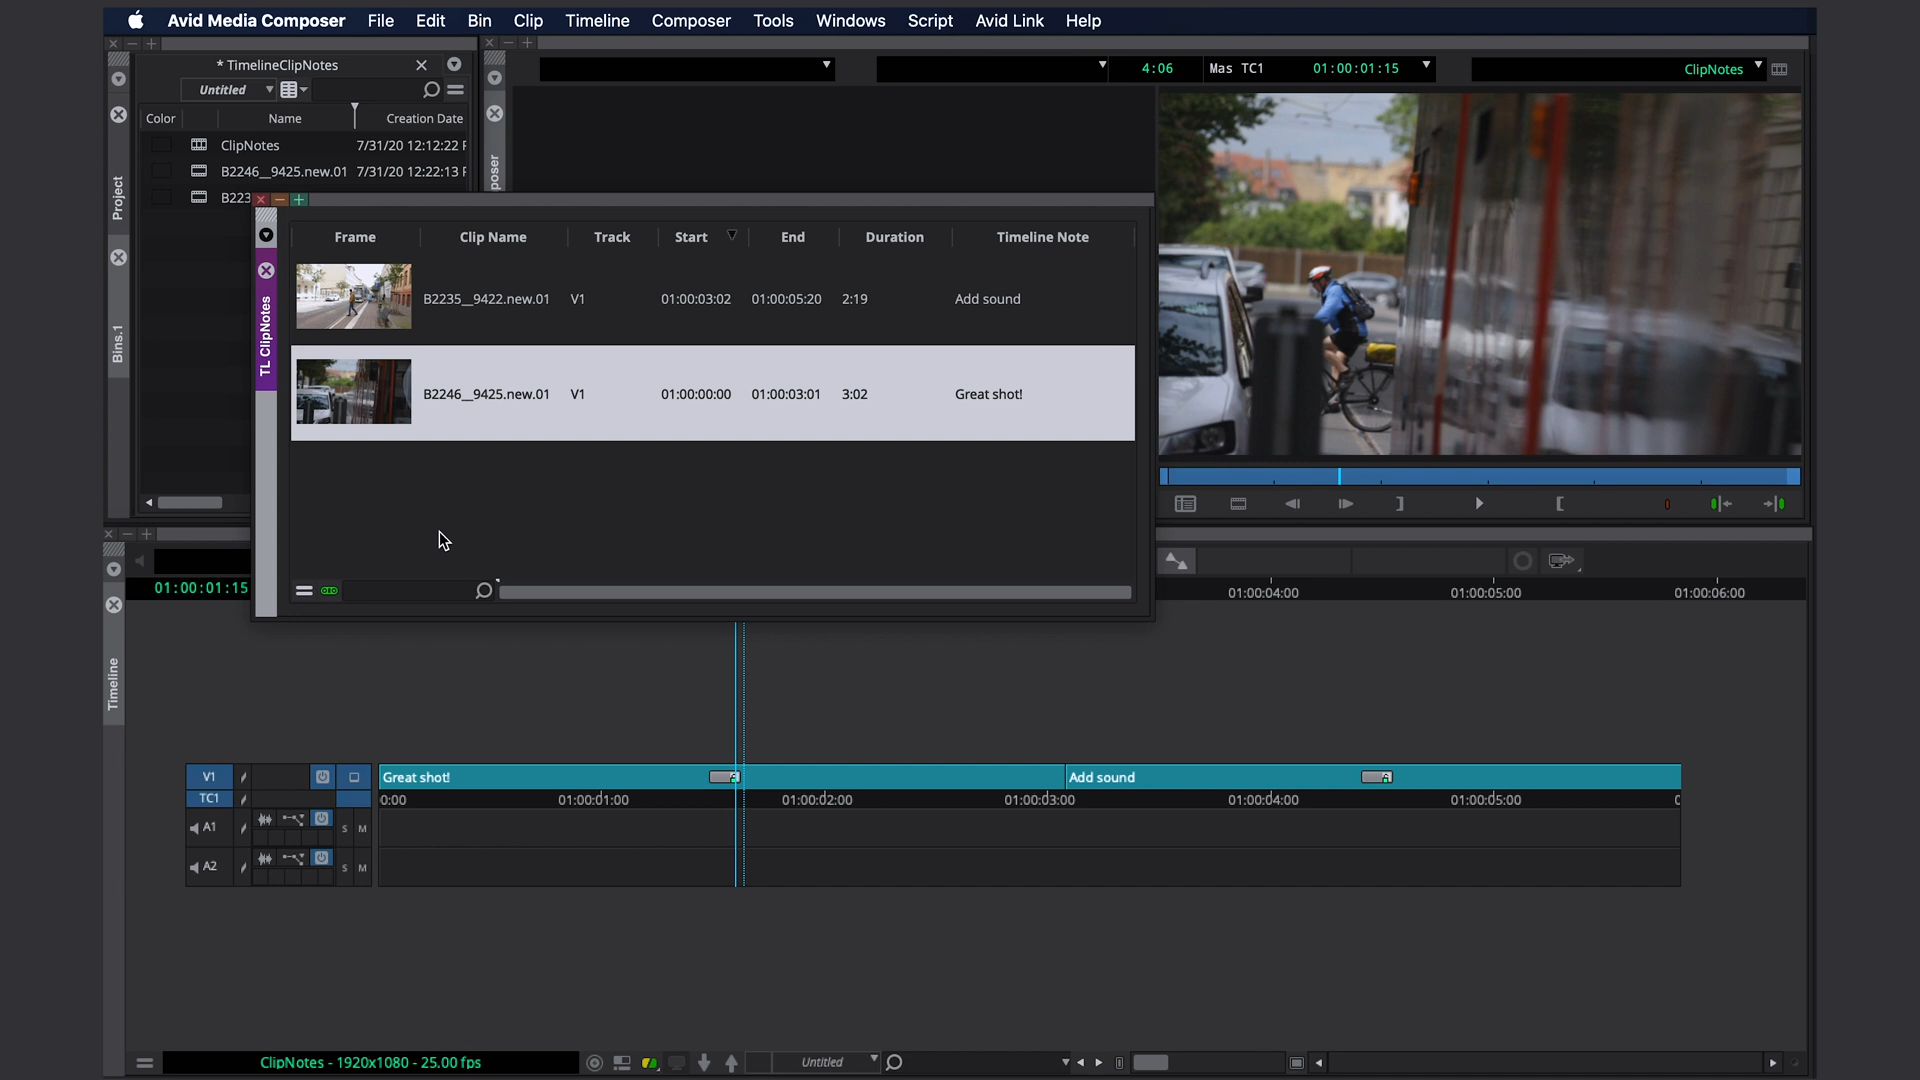 Avid Media Composer File Edit Bin Clip Timeline Composer Tools Windows Script Avid Link Help
* TimelineClipNotes
Untitled
Color Name Creation Date
ClipNotes 7/31/20 12:12:22
B2246__9425.new.01 7/31/20 12:22:13
B223
Project
Bins.1
poser
4:06 Mas TC1 01:00:01:15 ClipNotes
TL ClipNotes
Frame Clip Name Track Start End Duration Timeline Note
B2235__9422.new.01 V1 01:00:03:02 01:00:05:20 2:19 Add sound
B2246__9425.new.01 V1 01:00:00:00 01:00:03:01 3:02 Great shot!
01:00:01:15
01:00:04:00 01:00:05:00 01:00:06:00
Timeline
V1 Great shot! Add sound
TC1 0:00 01:00:01:00 01:00:02:00 01:00:03:00 01:00:04:00 01:00:05:00
A1 S M
A2 S M
ClipNotes - 1920x1080 - 25.00 fps Untitled